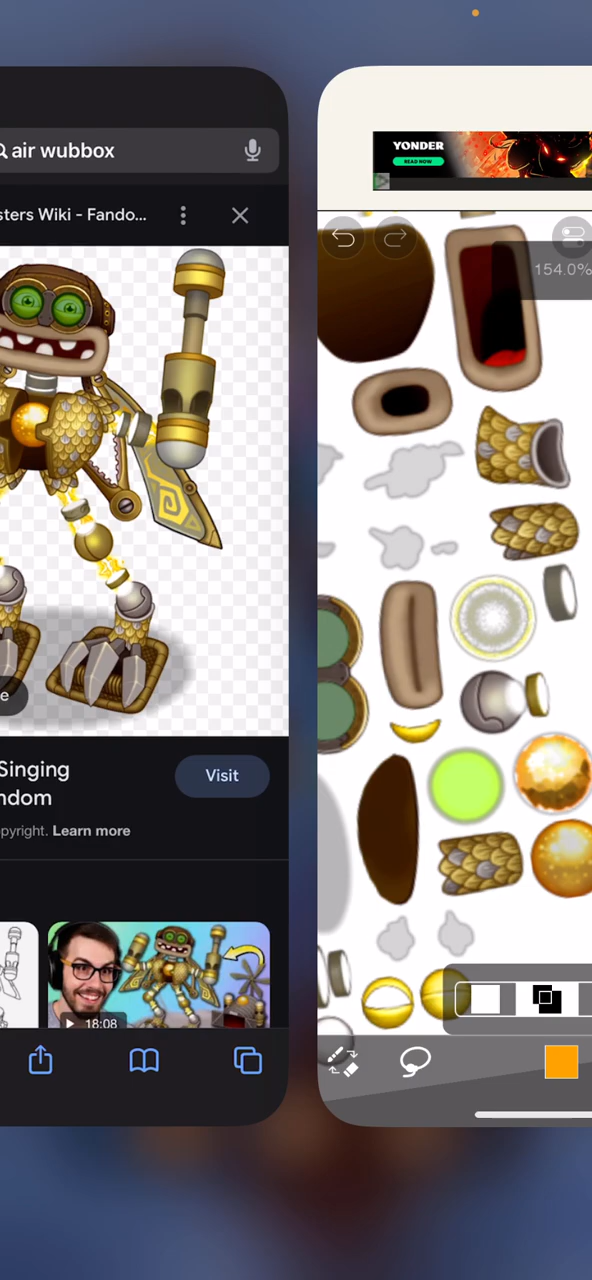 air wubbox
sters Wiki - Fando...
e
Singing
ndom
Visit
pyright. Learn more
18:08
YONDER
READ NOW
154.0%